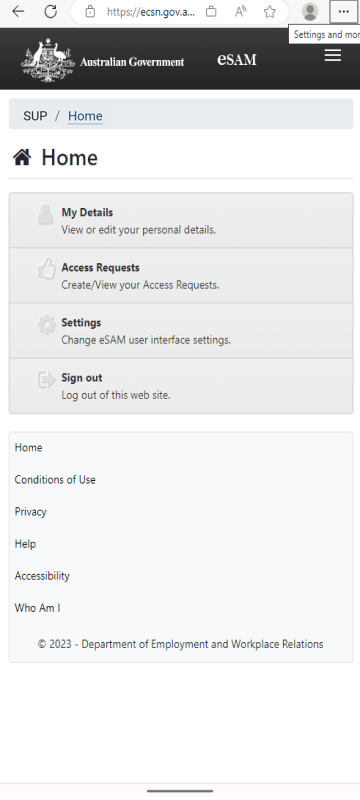 https://ecsn.gov.a...
Settings and mor
Australian Government
eSAM
SUP / Home
Home
My Details
View or edit your personal details.
Access Requests
Create/View your Access Requests.
Settings
Change eSAM user interface settings.
Sign out
Log out of this web site.
Home
Conditions of Use
Privacy
Help
Accessibility
Who Am I
© 2023 - Department of Employment and Workplace Relations